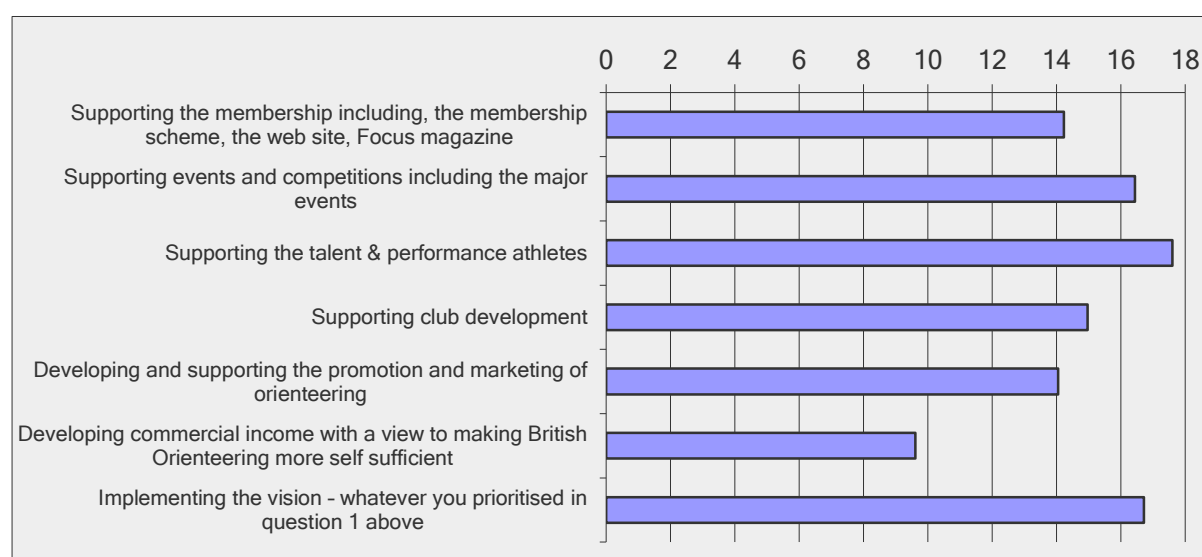 0 2 4 6 8 10 12 14 16 18
Supporting the membership including, the membership
scheme, the web site, Focus magazine
Supporting events and competitions including the major
events
Supporting the talent & performance athletes
Supporting club development
Developing and supporting the promotion and marketing of
orienteering
Developing commercial income with a view to making British
Orienteering more self sufficient
Implementing the vision - whatever you prioritised in
question 1 above